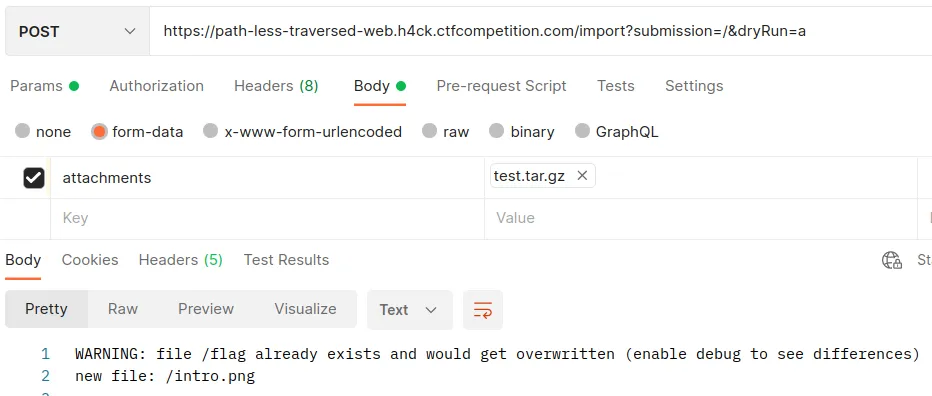 POST https://path-less-traversed-web.h4ck.ctfcompetition.com/import?submission=/&dryRun=a
Params Authorization Headers (8) Body Pre-request Script Tests Settings
none form-data x-www-form-urlencoded raw binary GraphQL
attachments test.tar.gz
Key Value
Body Cookies Headers (5) Test Results
Pretty Raw Preview Visualize Text
1 WARNING: file /flag already exists and would get overwritten (enable debug to see differences)
2 new file: /intro.png